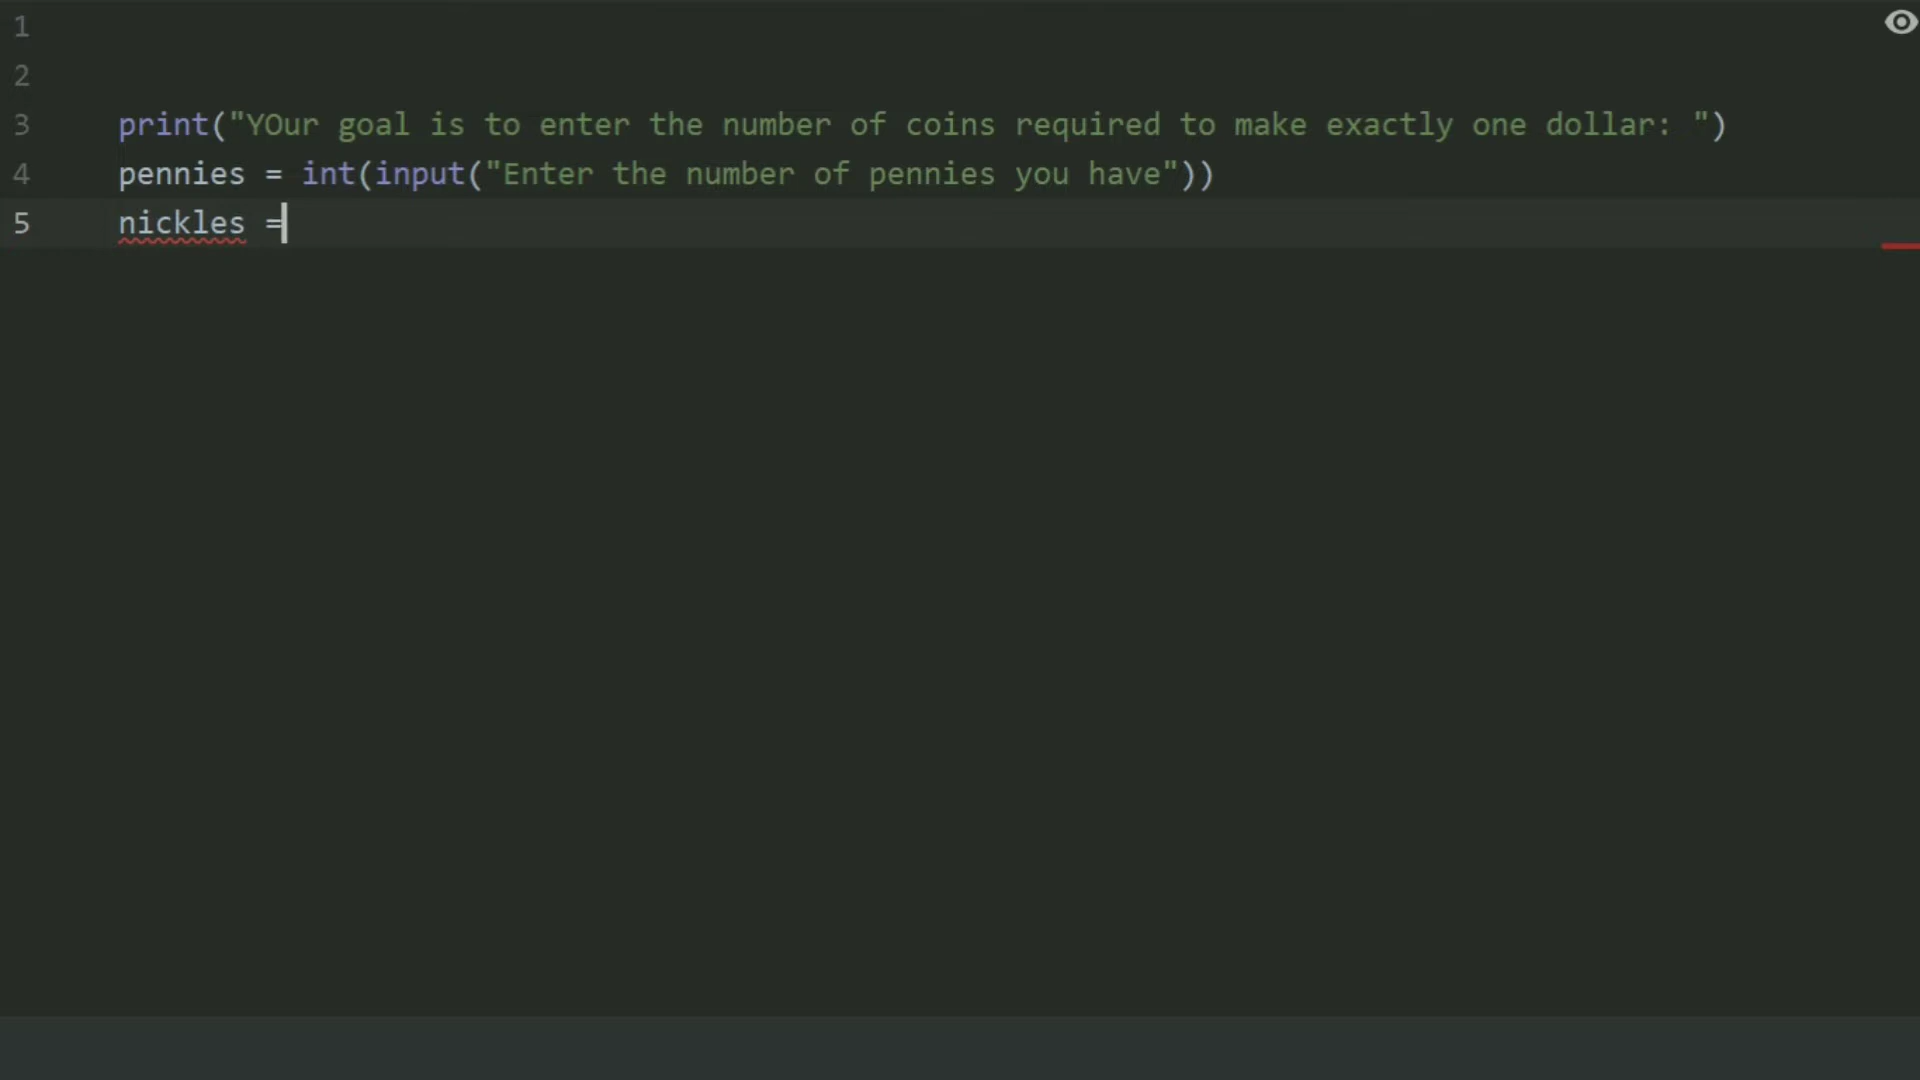 1
2
3 print("YOur goal is to enter the number of coins required to make exactly one dollar: ")
4 pennies = int(input("Enter the number of pennies you have"))
5 nickles =